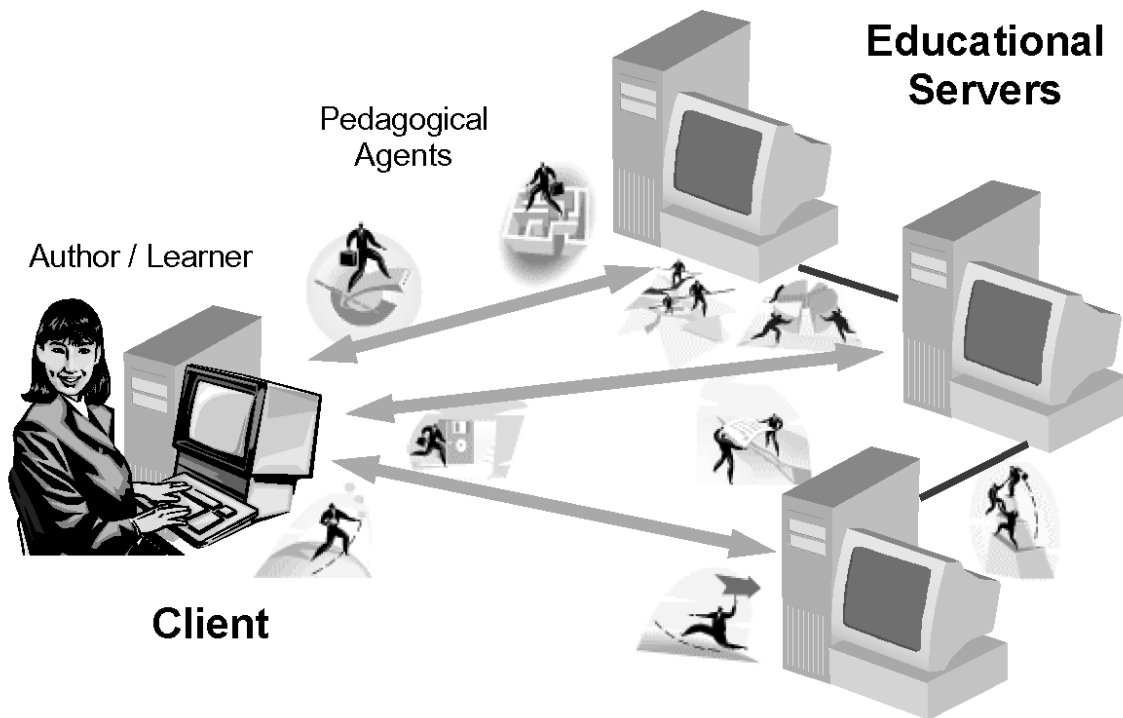 Educational
Servers
Pedagogical
Agents
Author / Learner
Client